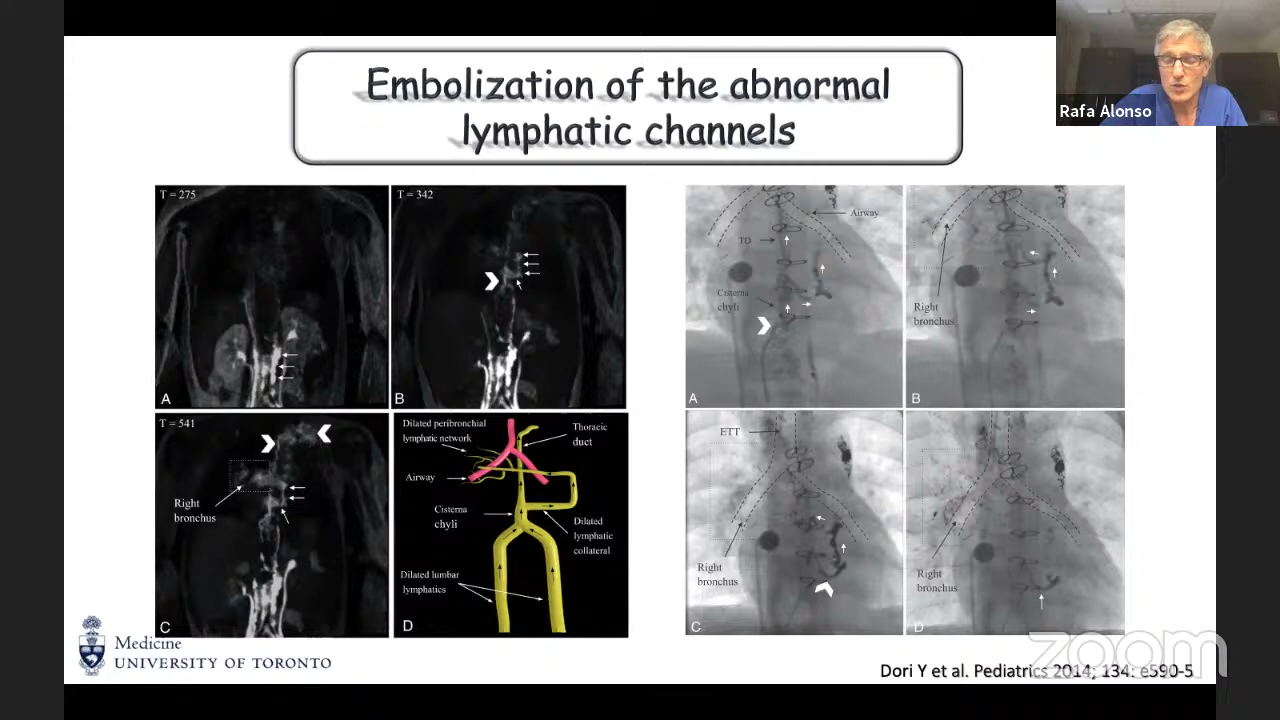 Embolization of the abnormal
lymphatic channels
Rafa Alonso
T = 275
A
T = 342
B
T = 541
Right
bronchus
C
Dilated peribronchial
lymphatic network
Thoracic
duct
Airway
Cisterna
chyli
Dilated
lymphatic
collateral
Dilated lumbar
lymphatics
D
Airway
TD
Cisterna
chyli
A
Right
bronchus
B
ETT
Right
bronchus
C
Right
bronchus
D
Medicine
UNIVERSITY OF TORONTO
Dori Y et al. Pediatrics 2014; 134: e590-5
zoom